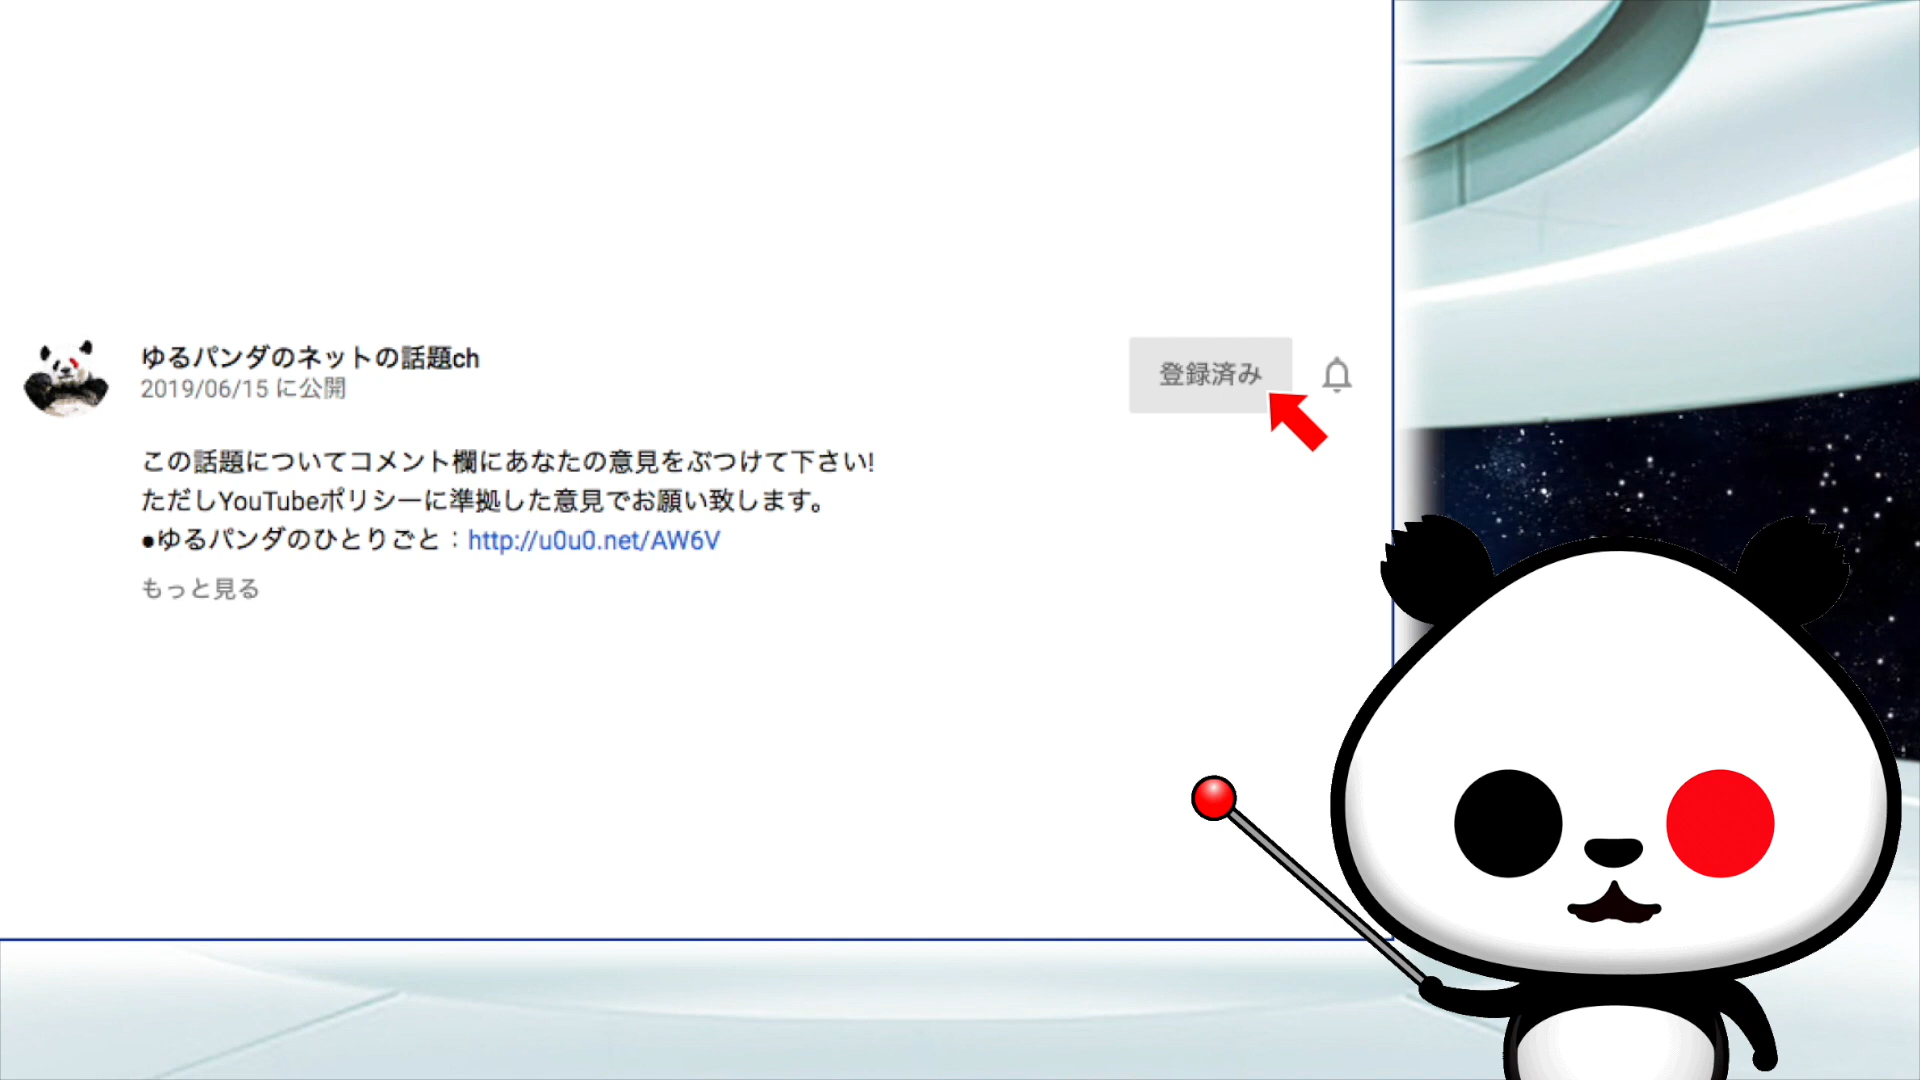 ゆるパンダのネットの話題ch
2019/06/15 に公開
登録済み
この話題についてコメント欄にあなたの意見をぶつけて下さい!
ただしYouTubeポリシーに準拠した意見でお願い致します。
●ゆるパンダのひとりごと：http://u0u0.net/AW6V
もっと見る